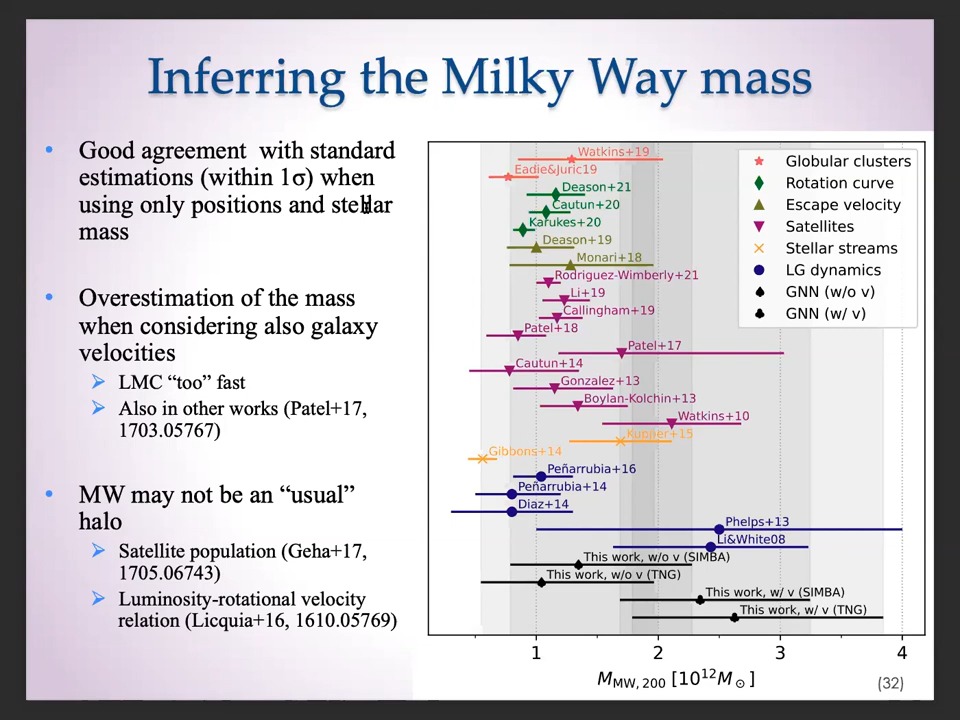 Inferring the Milky Way mass
• Good agreement with standard
estimations (within 1σ) when
using only positions and stellar
mass
• Overestimation of the mass
when considering also galaxy
velocities
➢ LMC “too” fast
➢ Also in other works (Patel+17,
1703.05767)
• MW may not be an “usual”
halo
➢ Satellite population (Geha+17,
1705.06743)
➢ Luminosity-rotational velocity
relation (Licquia+16, 1610.05769)
Watkins+19
Eadie&Juric19
Deason+21
Cautun+20
Karukes+20
Deason+19
Monari+18
Rodriguez-Wimberly+21
Li+19
Callingham+19
Patel+18
Patel+17
Cautun+14
Gonzalez+13
Boylan-Kolchin+13
Watkins+10
Kupper+15
Gibbons+14
Peñarrubia+16
Peñarrubia+14
Diaz+14
Phelps+13
Li&White08
This work, w/o v (SIMBA)
This work, w/o v (TNG)
This work, w/ v (SIMBA)
This work, w/ v (TNG)
Globular clusters
Rotation curve
Escape velocity
Satellites
Stellar streams
LG dynamics
GNN (w/o v)
GNN (w/ v)
1 2 3 4
M_MW, 200 [10¹²M⊙]
(32)